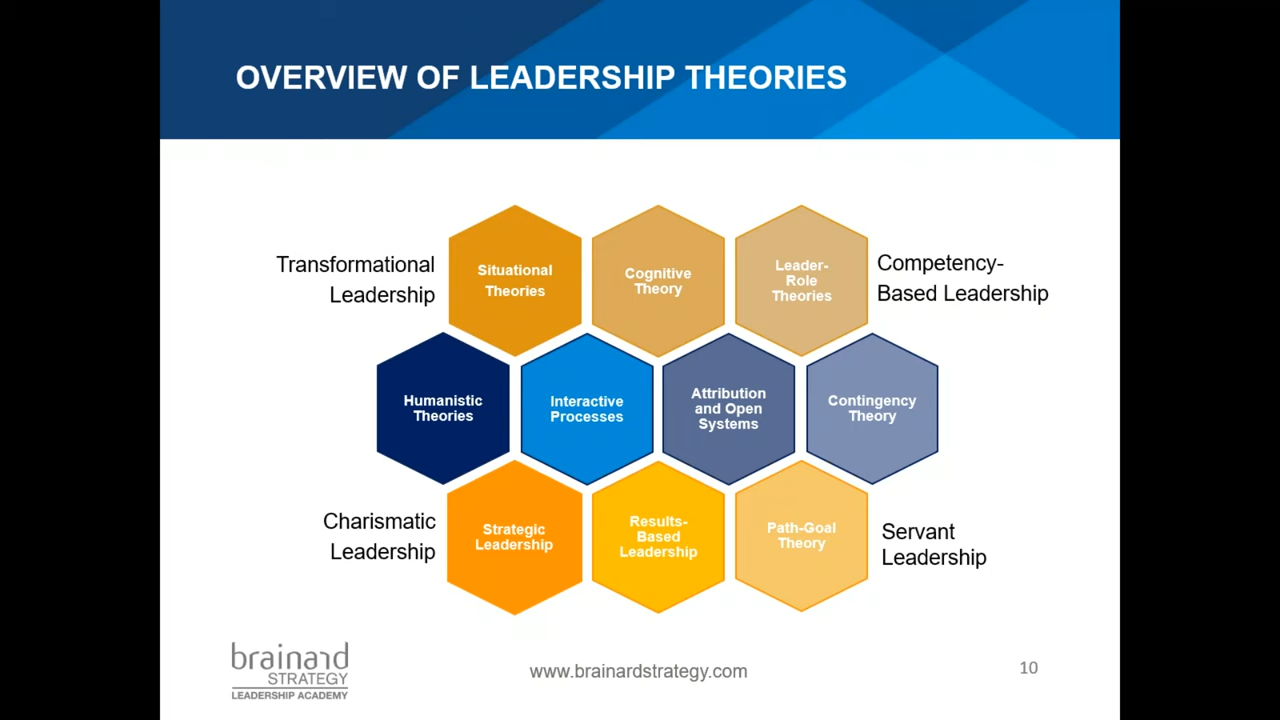 OVERVIEW OF LEADERSHIP THEORIES
Transformational
Leadership
Situational
Theories
Cognitive
Theory
Leader-
Role
Theories
Competency-
Based Leadership
Humanistic
Theories
Interactive
Processes
Attribution
and Open
Systems
Contingency
Theory
Charismatic
Leadership
Strategic
Leadership
Results-
Based
Leadership
Path-Goal
Theory
Servant
Leadership
brainard
STRATEGY
LEADERSHIP ACADEMY
www.brainardstrategy.com
10